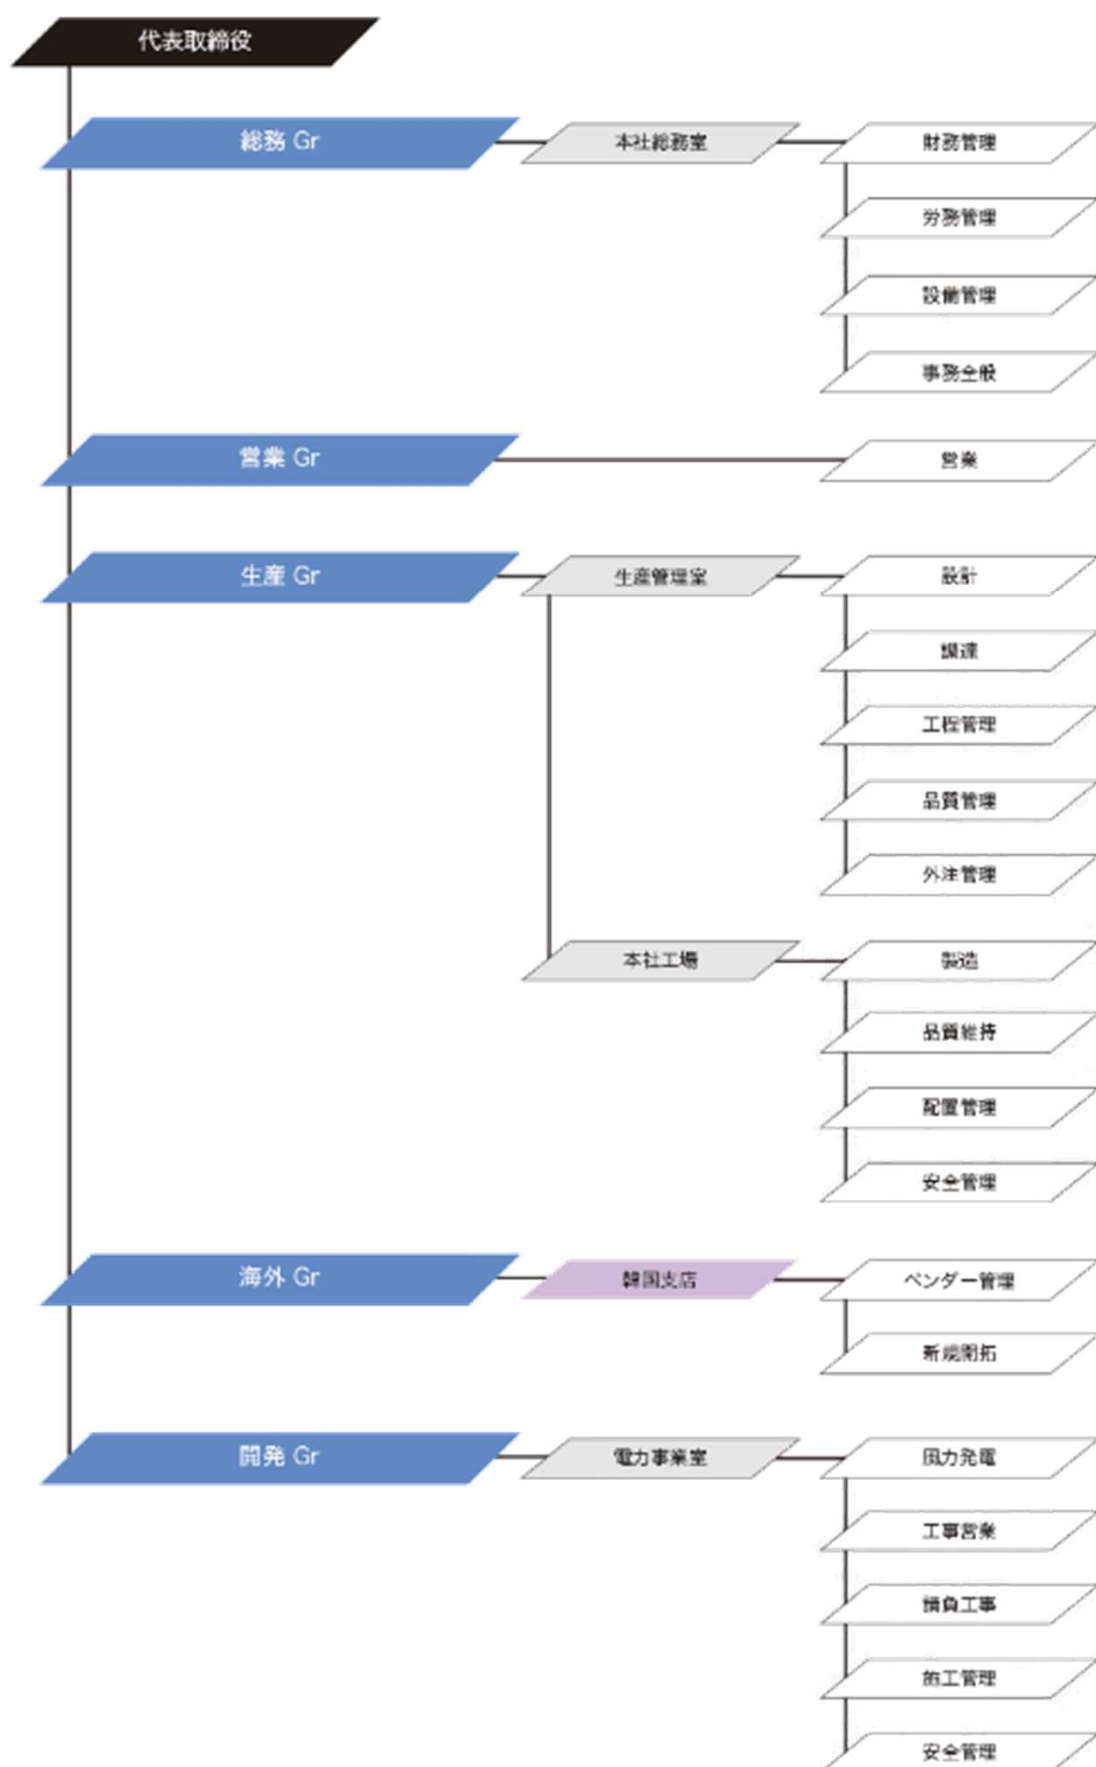 代表取締役
総務 Gr
本社総務室
財務管理
労務管理
設備管理
事務全般
営業 Gr
営業
生産 Gr
生産管理室
設計
調達
工程管理
品質管理
外注管理
本社工場
製造
品質維持
配置管理
安全管理
海外 Gr
韓国支店
ベンダー管理
新規開拓
開発 Gr
電力事業室
風力発電
工事営業
請負工事
施工管理
安全管理